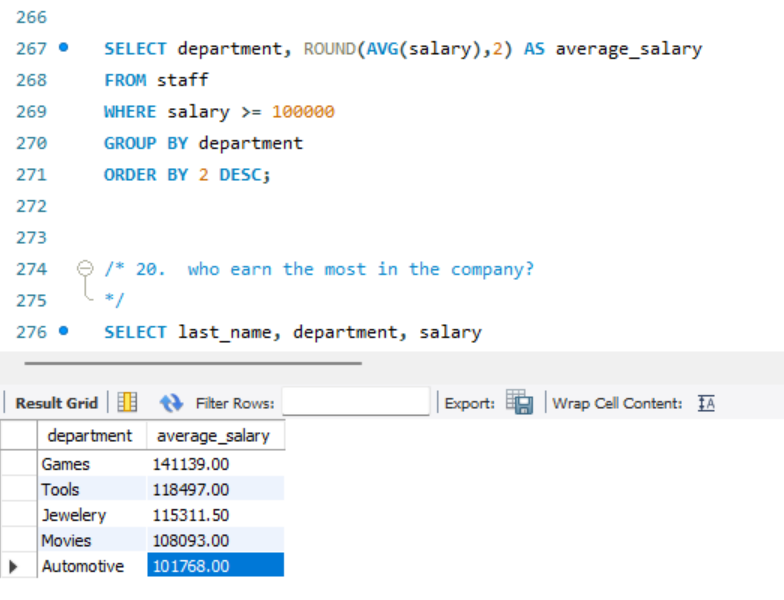 266
267 SELECT department, ROUND(AVG(salary),2) AS average_salary
268 FROM staff
269 WHERE salary >= 100000
270 GROUP BY department
271 ORDER BY 2 DESC;
272
273
274 /* 20.  who earn the most in the company?
275 */
276 SELECT last_name, department, salary
Result Grid Filter Rows: Export: Wrap Cell Content: IA
department average_salary
Games 141139.00
Tools 118497.00
Jewelery 115311.50
Movies 108093.00
Automotive 101768.00